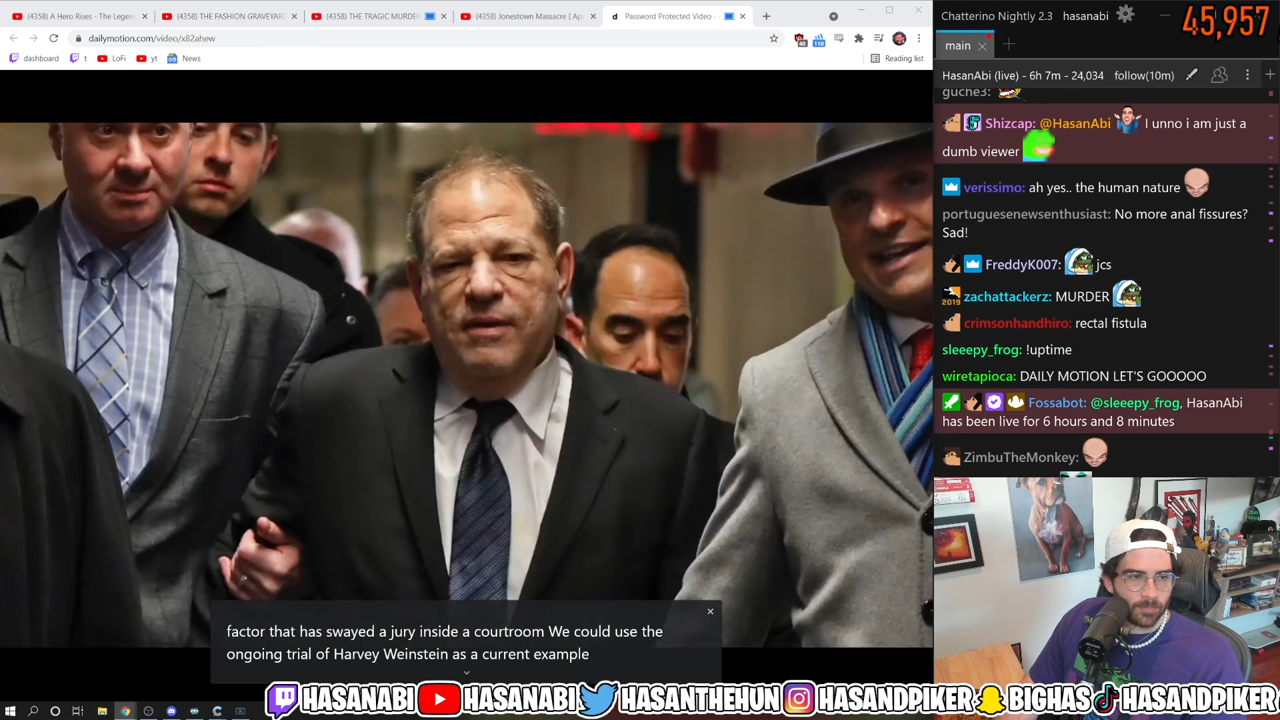 (4358) A Hero Rises - The Legen
(4358) THE FASHION GRAVEYAR
(4358) THE TRAGIC MURDER
(4358) Jonestown Massacre [ Ap
Password Protected Video -
dailymotion.com/video/x82ahew
dashboard
t
LoFi
yt
News
Reading list
factor that has swayed a jury inside a courtroom We could use the
ongoing trial of Harvey Weinstein as a current example
Chatterino Nightly 2.3
hasanabi
45,957
main
HasanAbi (live) - 6h 7m - 24,034
follow(10m)
guche3:
Shizcap: @HasanAbi I unno i am just a
dumb viewer
verissimo: ah yes.. the human nature
portuguesenewsenthusiast: No more anal fissures?
Sad!
FreddyK007: jcs
2019 zachattackerz: MURDER
crimsonhandhiro: rectal fistula
sleeepy_frog: !uptime
wiretapioca: DAILY MOTION LET'S GOOOOO
Fossabot: @sleeepy_frog, HasanAbi
has been live for 6 hours and 8 minutes
ZimbuTheMonkey:
HASANABI HASANABI HASANTHEHUN HASANDPIKER BIGHAS HASANDPIKER